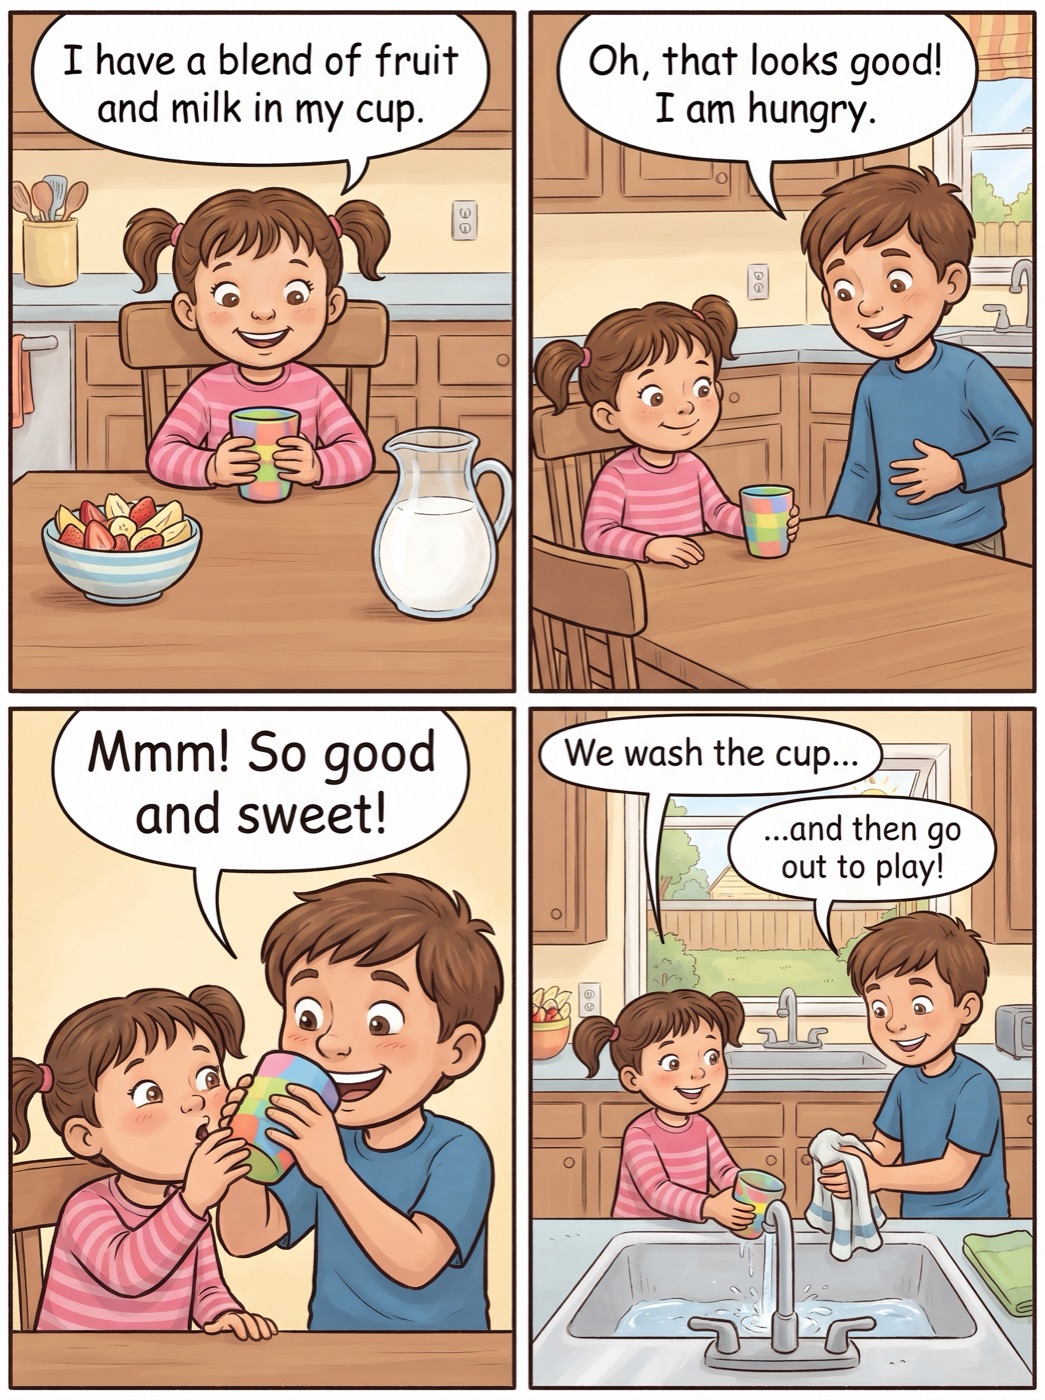 I have a blend of fruit
and milk in my cup.
Oh, that looks good!
I am hungry.
Mmm! So good
and sweet!
We wash the cup...
...and then go
out to play!